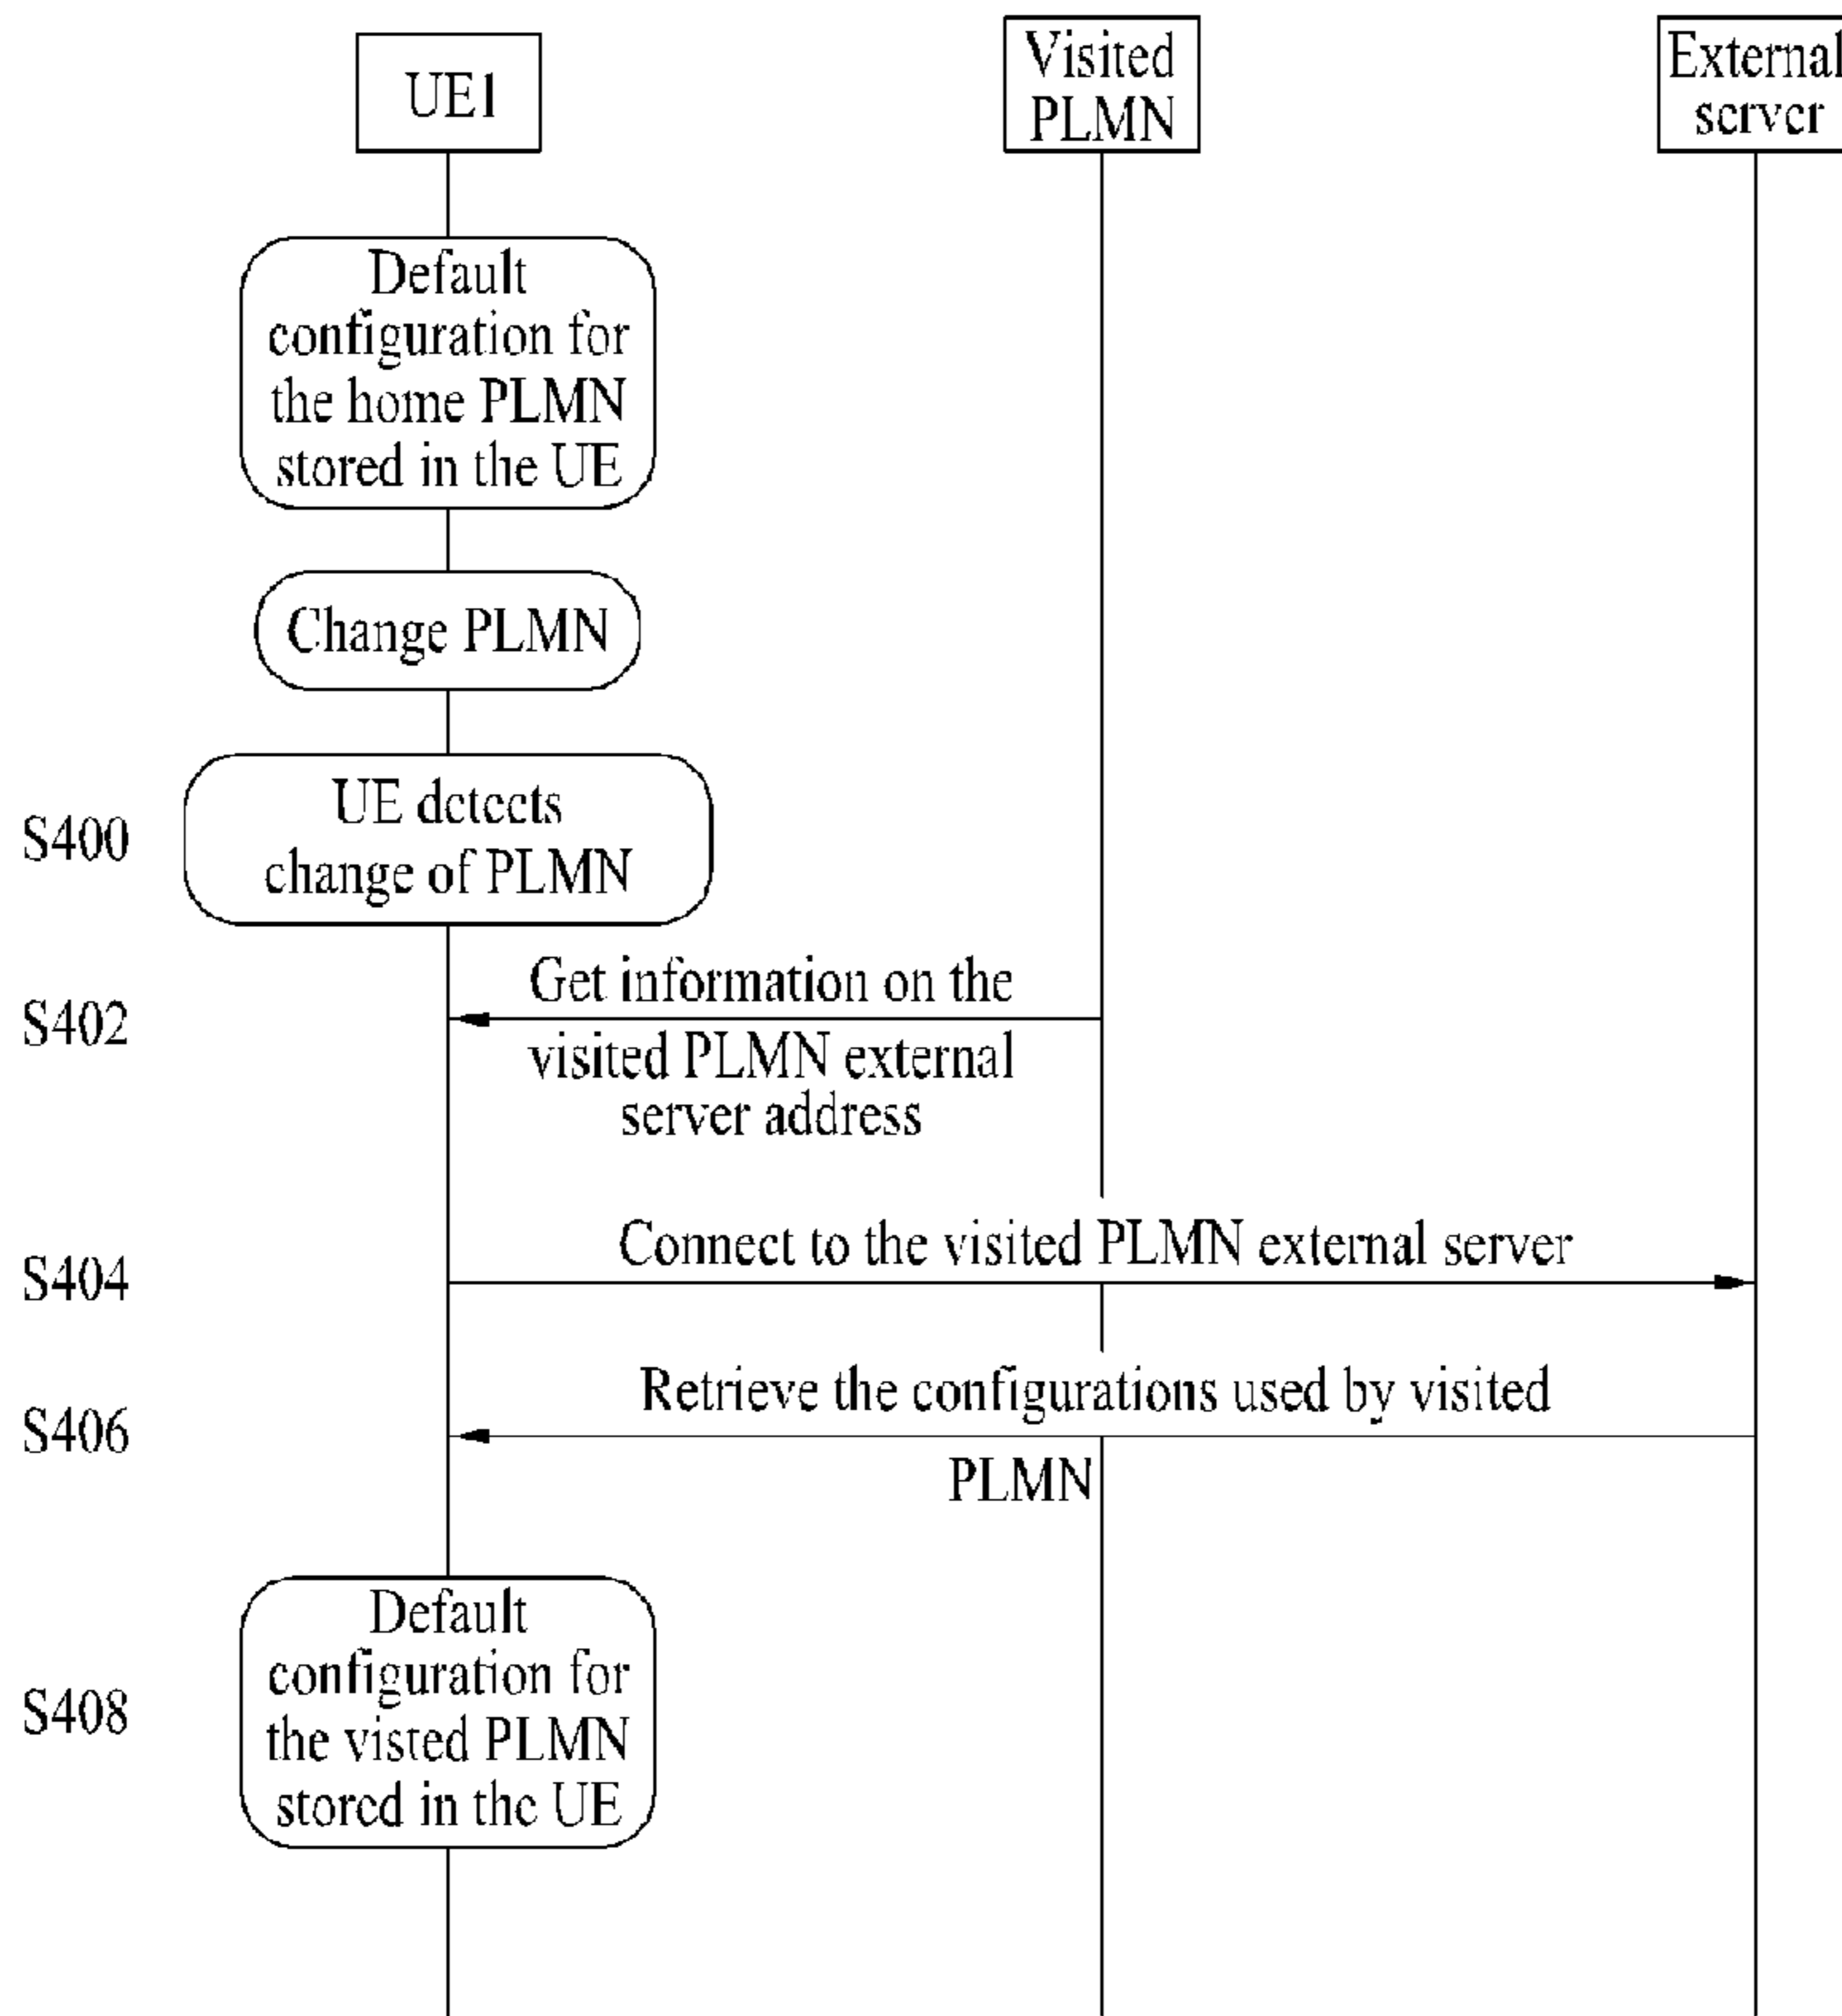 UE1
Visited
PLMN
External
server
Default
configuration for
the home PLMN
stored in the UE
Change PLMN
S400
UE detects
change of PLMN
S402
Get information on the
visited PLMN external
server address
S404
Connect to the visited PLMN external server
S406
Retrieve the configurations used by visited
PLMN
S408
Default
configuration for
the visted PLMN
stored in the UE